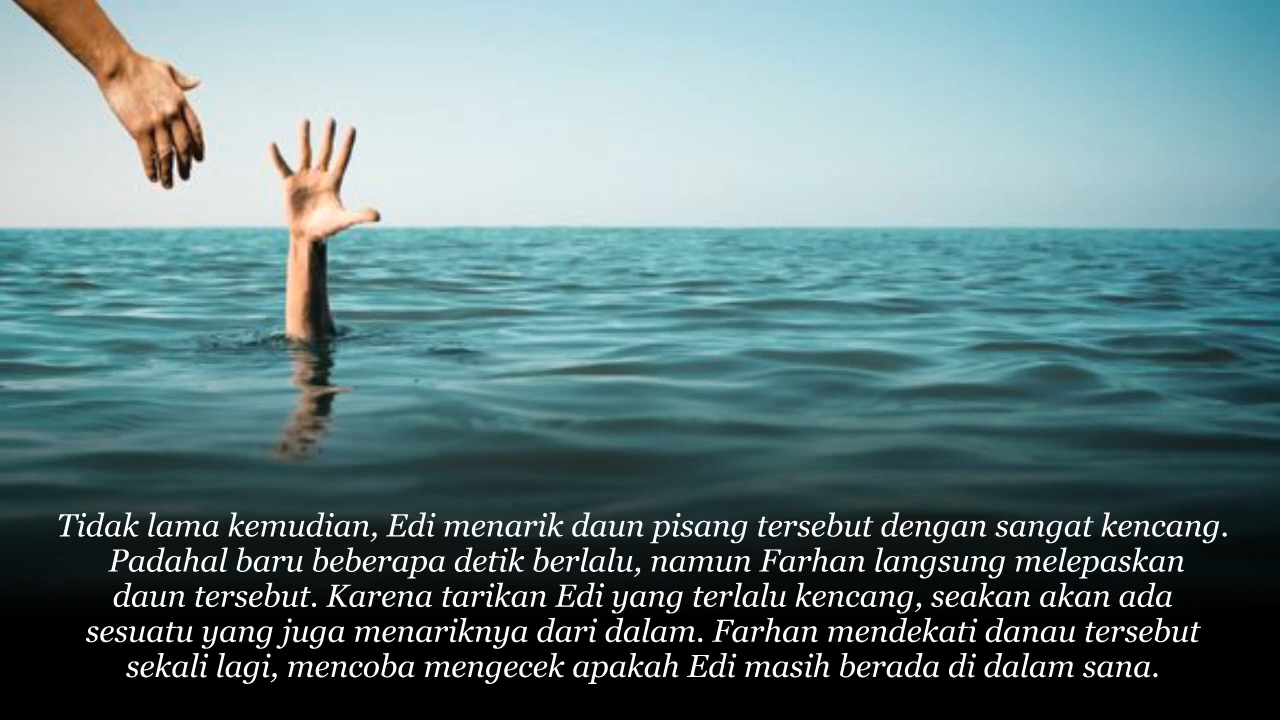 Tidak lama kemudian, Edi menarik daun pisang tersebut dengan sangat kencang.
Padahal baru beberapa detik berlalu, namun Farhan langsung melepaskan
daun tersebut. Karena tarikan Edi yang terlalu kencang, seakan akan ada
sesuatu yang juga menariknya dari dalam. Farhan mendekati danau tersebut
sekali lagi, mencoba mengecek apakah Edi masih berada di dalam sana.